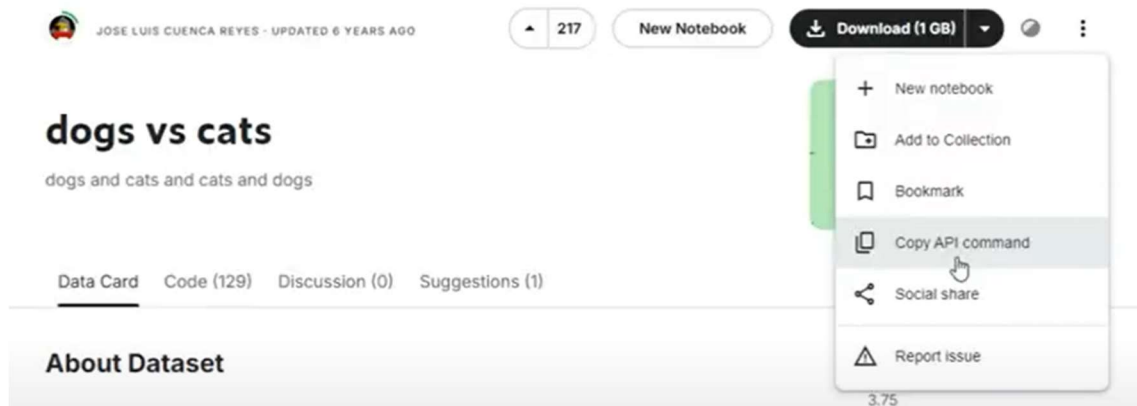 JOSE LUIS CUENCA REYES · UPDATED 6 YEARS AGO
217
New Notebook
Download (1 GB)
New notebook
dogs vs cats
Add to Collection
dogs and cats and cats and dogs
Bookmark
Copy API command
Data Card Code (129) Discussion (0) Suggestions (1)
Social share
About Dataset
Report issue
3.75